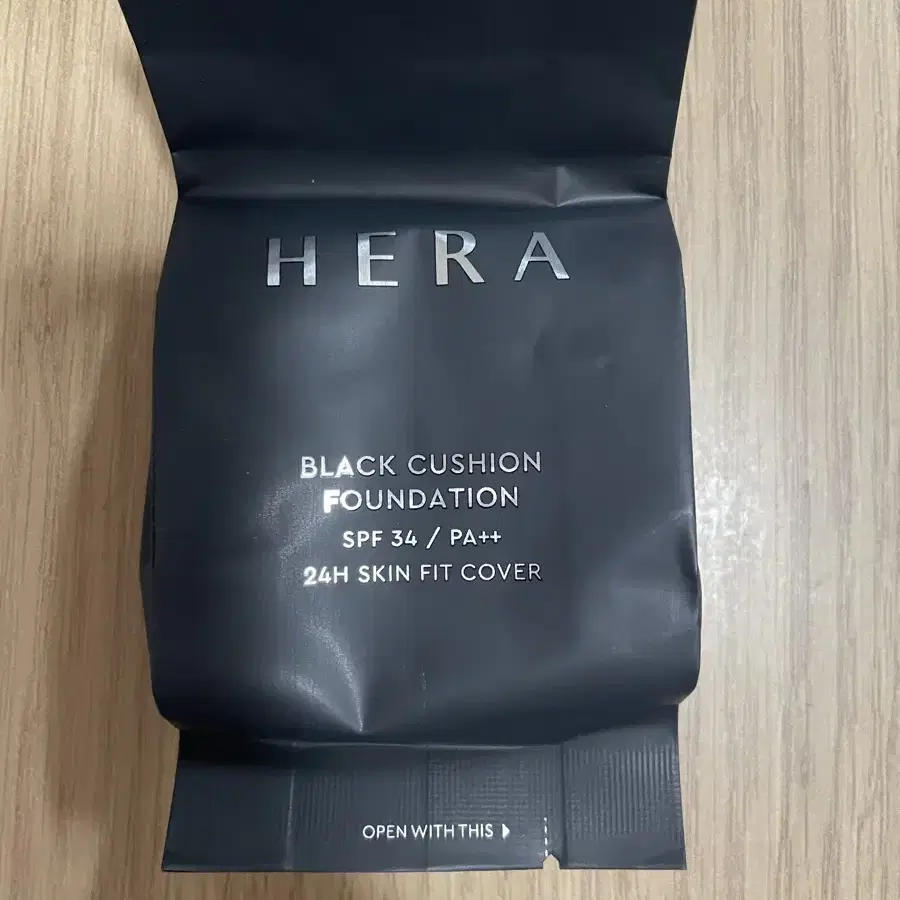 HERA
BLACK CUSHION
FOUNDATION
SPF 34 / PA++
24H SKIN FIT COVER
OPEN WITH THIS ▶